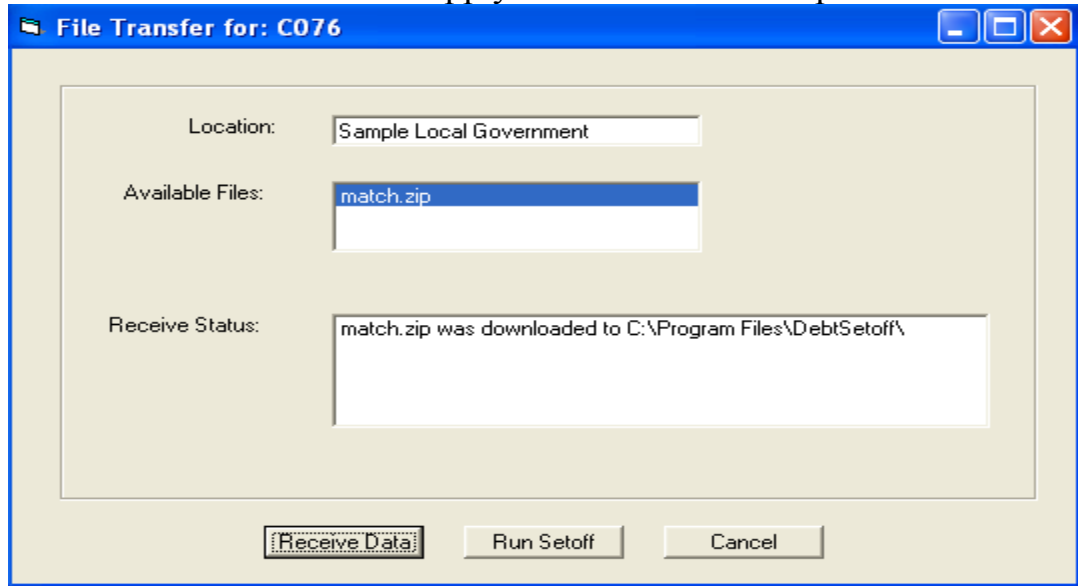 apply
File Transfer for: C076
Location: Sample Local Government
Available Files: match.zip
Receive Status: match.zip was downloaded to C:\Program Files\DebtSetoff\
Receive Data Run Setoff Cancel